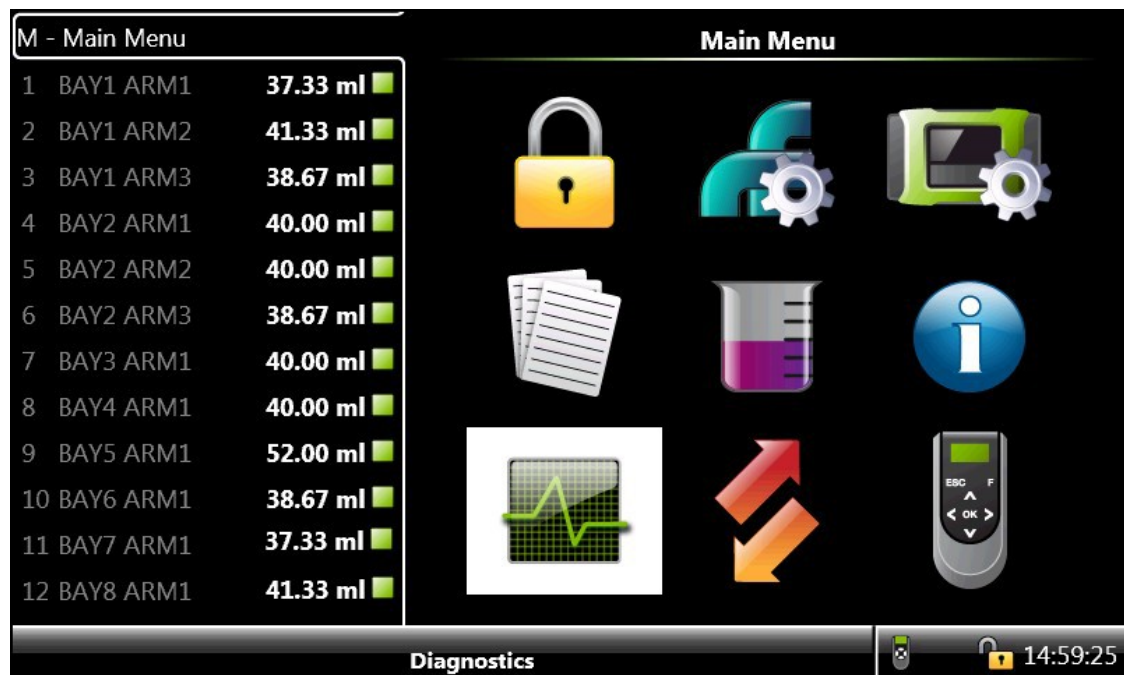 M - Main Menu
Main Menu
1 BAY1 ARM1 37.33 ml
2 BAY1 ARM2 41.33 ml
3 BAY1 ARM3 38.67 ml
4 BAY2 ARM1 40.00 ml
5 BAY2 ARM2 40.00 ml
6 BAY2 ARM3 38.67 ml
7 BAY3 ARM1 40.00 ml
8 BAY4 ARM1 40.00 ml
9 BAY5 ARM1 52.00 ml
10 BAY6 ARM1 38.67 ml
11 BAY7 ARM1 37.33 ml
12 BAY8 ARM1 41.33 ml
ESC F
OK
Diagnostics
14:59:25